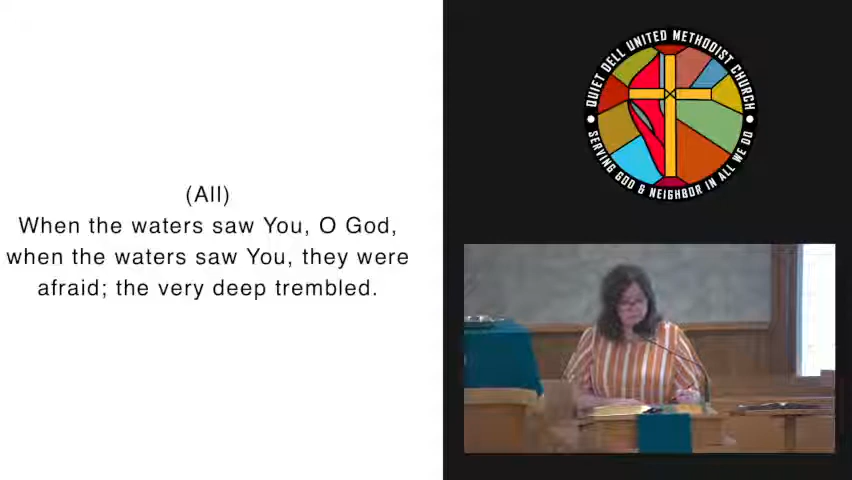 (All)
When the waters saw You, O God,
when the waters saw You, they were
afraid; the very deep trembled.
QUIET DELL UNITED METHODIST CHURCH
SERVING GOD & NEIGHBOR IN ALL WE DO